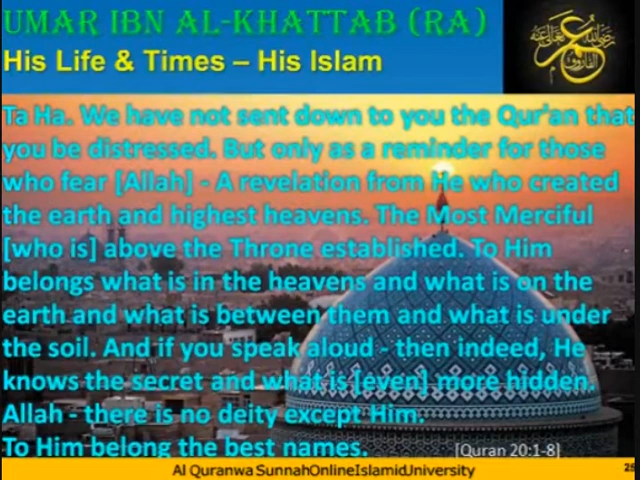 UMAR IBN AL-KHATTAB (RA)
His Life & Times – His Islam
Ta Ha. We have not sent down to you the Qur'an that
you be distressed. But only as a reminder for those
who fear [Allah] - A revelation from He who created
the earth and highest heavens. The Most Merciful
[who is] above the Throne established. To Him
belongs what is in the heavens and what is on the
earth and what is between them and what is under
the soil. And if you speak aloud - then indeed, He
knows the secret and what is [even] more hidden.
Allah - there is no deity except Him.
To Him belong the best names. [Quran 20:1-8]
Al Quranwa SunnahOnlineIslamicUniversity